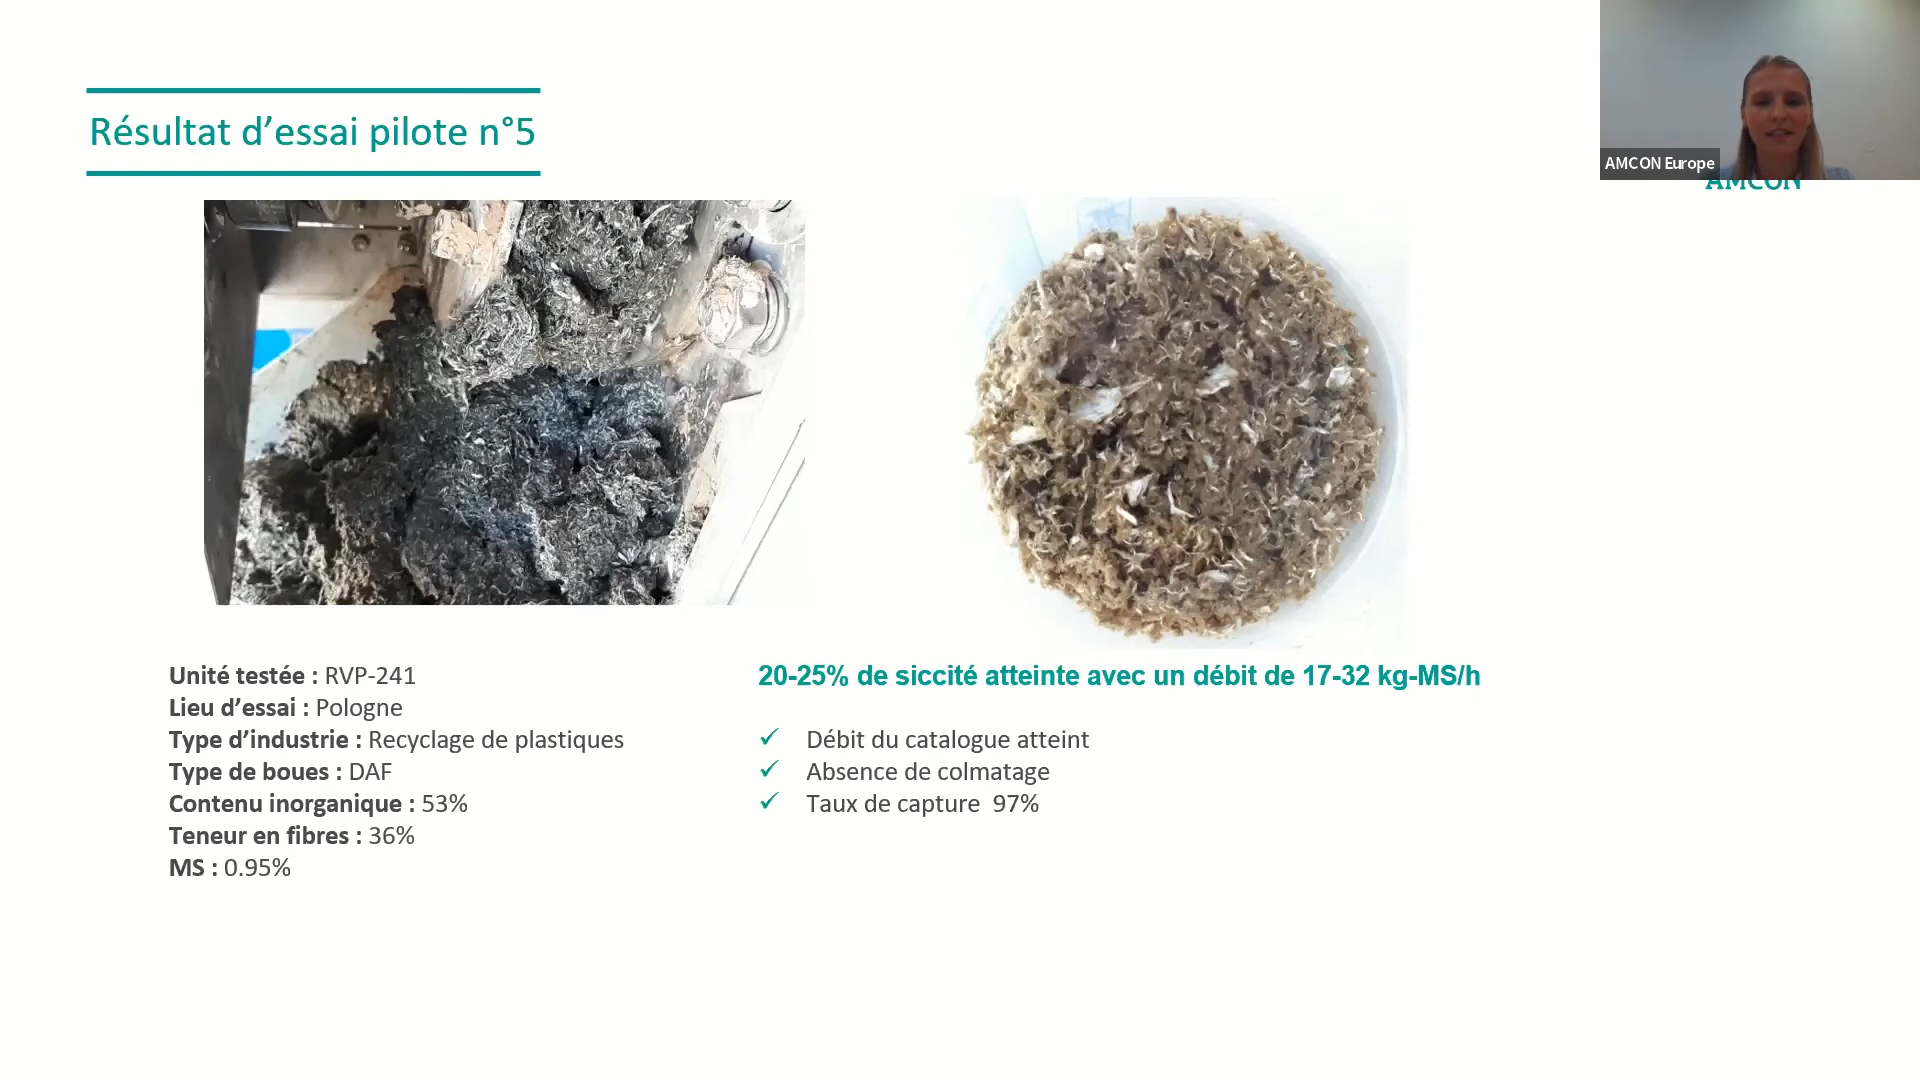 Résultat d’essai pilote n°5
AMCON Europe
AMCON
Unité testée : RVP-241
Lieu d’essai : Pologne
Type d’industrie : Recyclage de plastiques
Type de boues : DAF
Contenu inorganique : 53%
Teneur en fibres : 36%
MS : 0.95%
20-25% de siccité atteinte avec un débit de 17-32 kg-MS/h
✓ Débit du catalogue atteint
✓ Absence de colmatage
✓ Taux de capture 97%